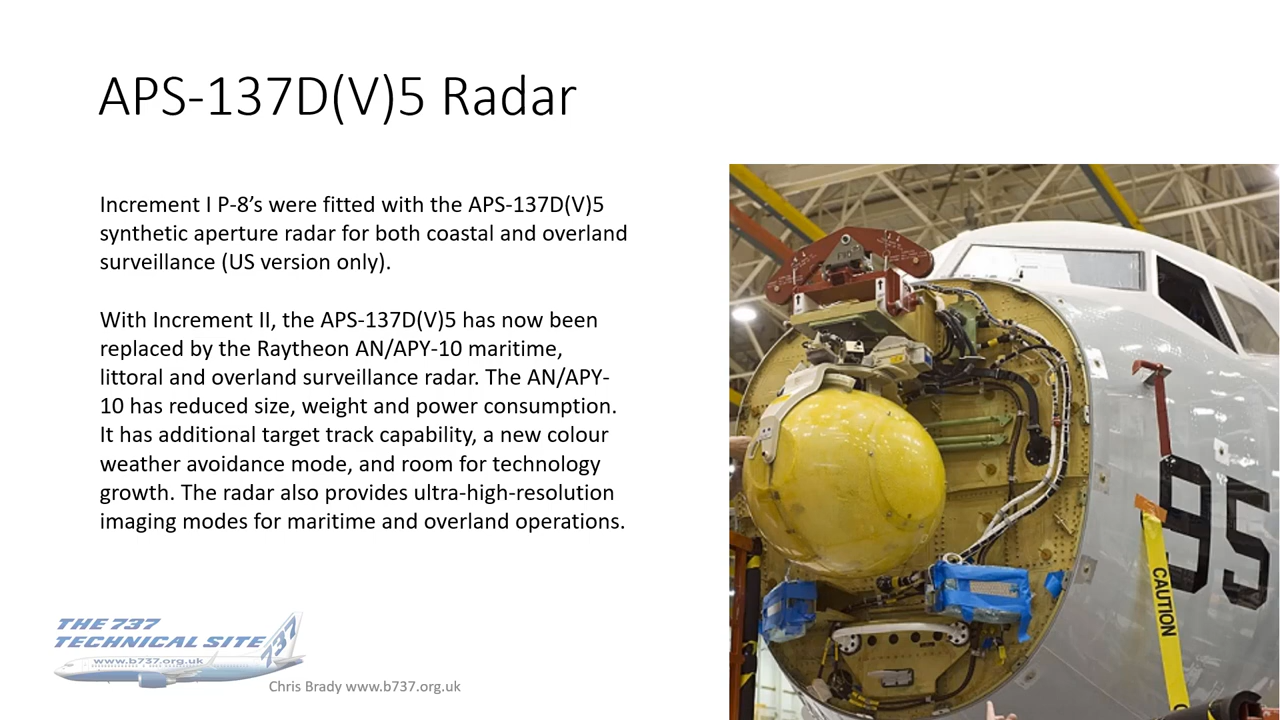 APS-137D(V)5 Radar
Increment I P-8’s were fitted with the APS-137D(V)5
synthetic aperture radar for both coastal and overland
surveillance (US version only).
With Increment II, the APS-137D(V)5 has now been
replaced by the Raytheon AN/APY-10 maritime,
littoral and overland surveillance radar. The AN/APY-
10 has reduced size, weight and power consumption.
It has additional target track capability, a new colour
weather avoidance mode, and room for technology
growth. The radar also provides ultra-high-resolution
imaging modes for maritime and overland operations.
95
CAUTION
THE 737
TECHNICAL SITE
737
www.b737.org.uk
Chris Brady www.b737.org.uk